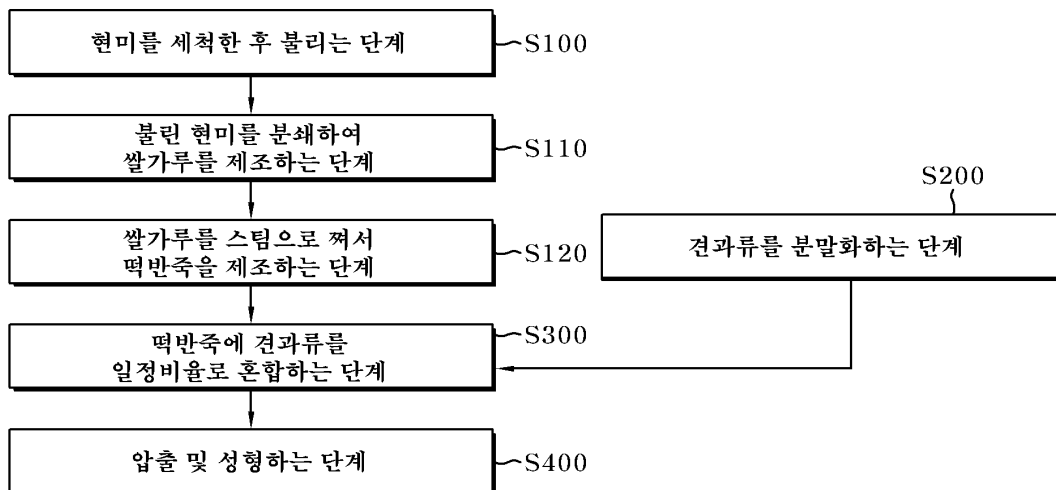 현미를 세척한 후 불리는 단계
S100
불린 현미를 분쇄하여
쌀가루를 제조하는 단계
S110
쌀가루를 스팀으로 쪄서
떡반죽을 제조하는 단계
S120
S200
견과류를 분말화하는 단계
떡반죽에 견과류를
일정비율로 혼합하는 단계
S300
압출 및 성형하는 단계
S400